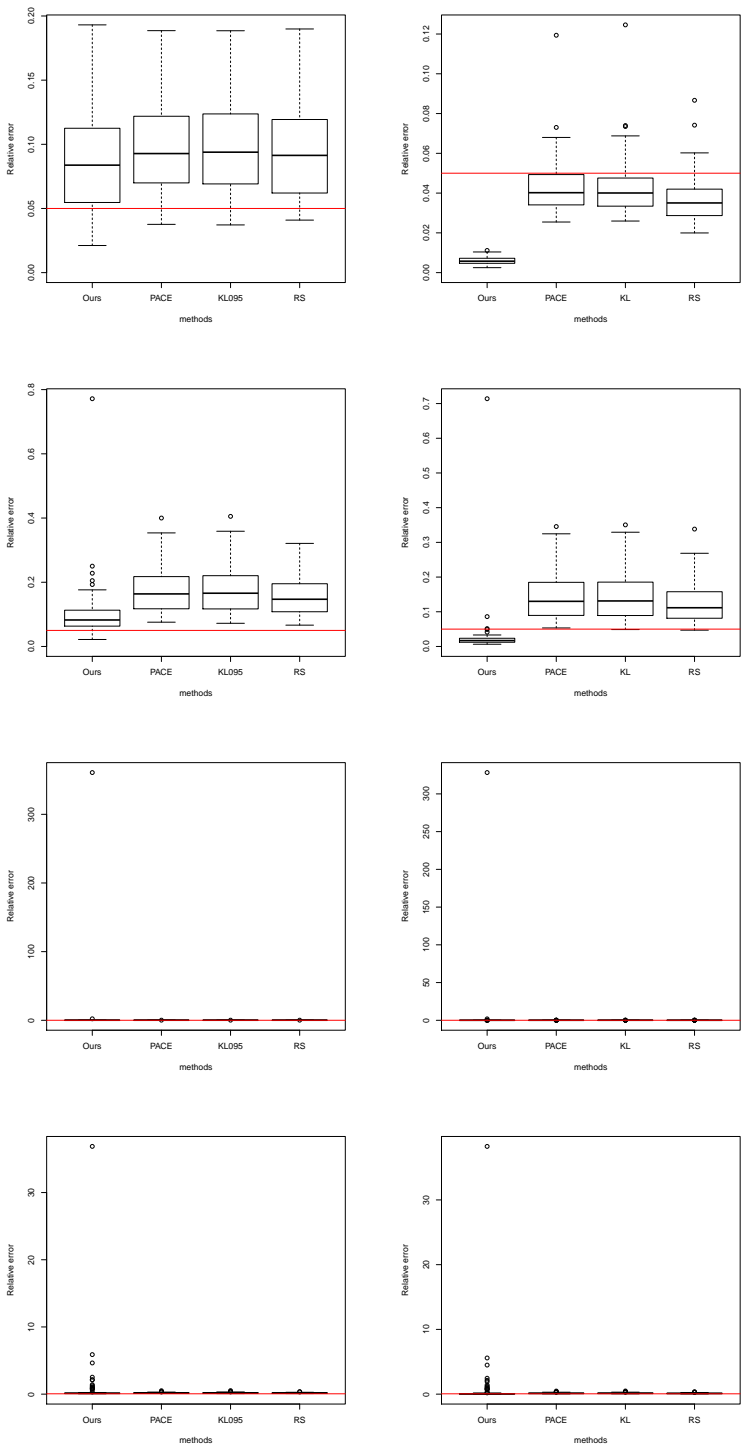 Relative error
0.00 0.05 0.10 0.15 0.20
Ours PACE KL095 RS
methods
Relative error
0.00 0.02 0.04 0.06 0.08 0.10 0.12
Ours PACE KL RS
methods
Relative error
0.0 0.2 0.4 0.6 0.8
Ours PACE KL095 RS
methods
Relative error
0.0 0.1 0.2 0.3 0.4 0.5 0.6 0.7
Ours PACE KL RS
methods
Relative error
0 100 200 300
Ours PACE KL095 RS
methods
Relative error
0 50 100 150 200 250 300
Ours PACE KL RS
methods
Relative error
0 10 20 30
Ours PACE KL095 RS
methods
Relative error
0 10 20 30
Ours PACE KL RS
methods